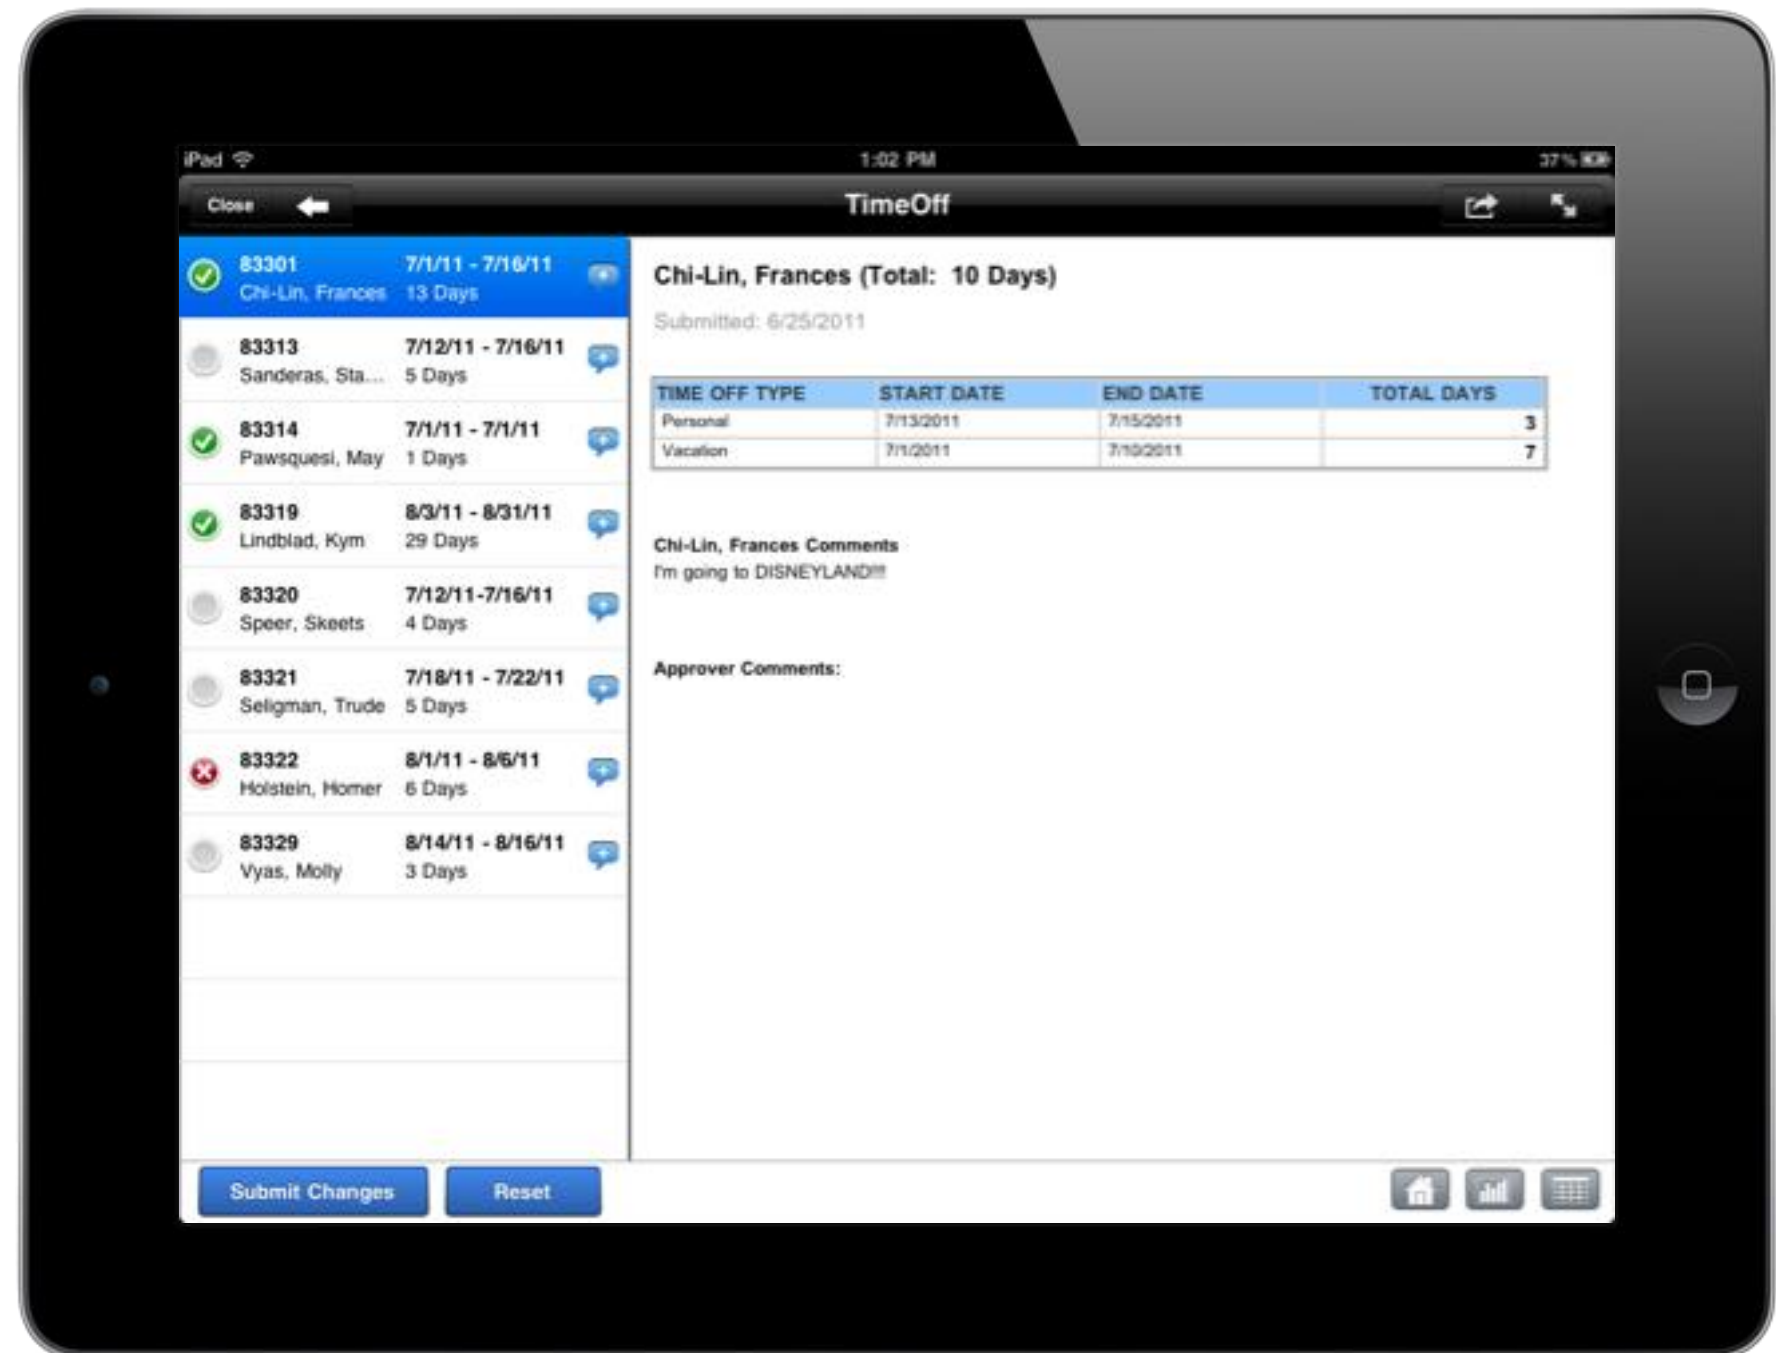 iPad 1:02 PM 37%
Close TimeOff
83301 7/1/11 - 7/16/11
Chi-Lin, Frances 13 Days
83313 7/12/11 - 7/16/11
Sanderas, Sta... 5 Days
83314 7/1/11 - 7/1/11
Pawsquesi, May 1 Days
83319 8/3/11 - 8/31/11
Lindblad, Kym 29 Days
83320 7/12/11-7/16/11
Speer, Skeets 4 Days
83321 7/18/11 - 7/22/11
Seligman, Trude 5 Days
83322 8/1/11 - 8/6/11
Holstein, Homer 6 Days
83329 8/14/11 - 8/16/11
Vyas, Molly 3 Days
Submit Changes Reset
Chi-Lin, Frances (Total: 10 Days)
Submitted: 6/25/2011
TIME OFF TYPE START DATE END DATE TOTAL DAYS
Personal 7/13/2011 7/15/2011 3
Vacation 7/1/2011 7/10/2011 7
Chi-Lin, Frances Comments
I'm going to DISNEYLAND!!!
Approver Comments: